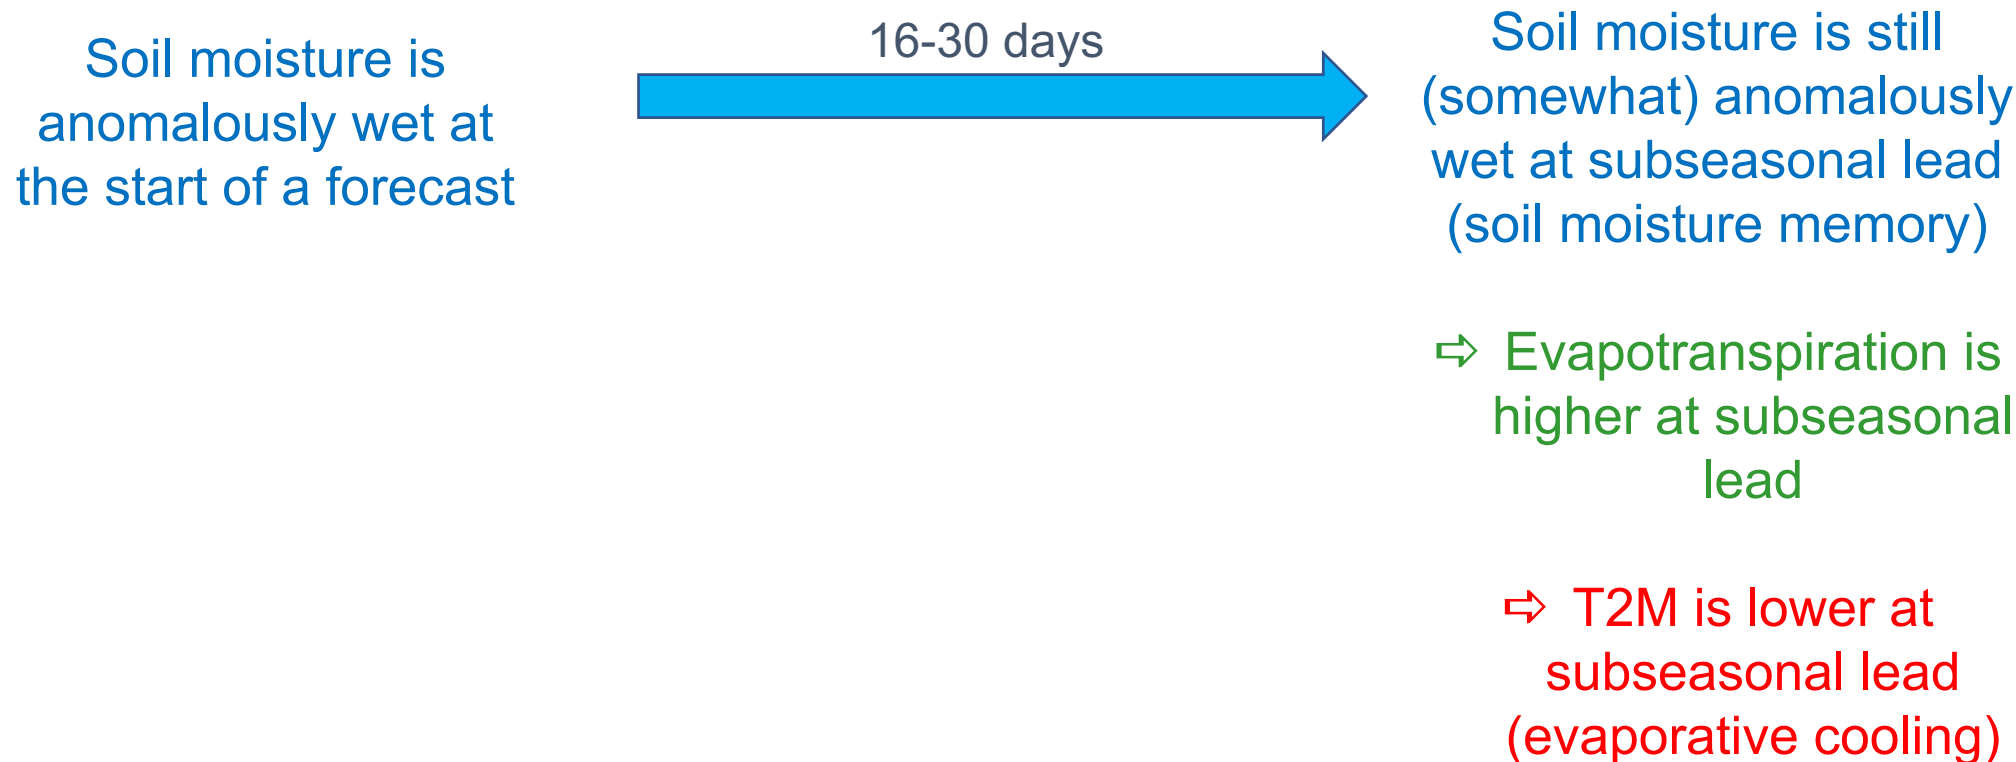 Soil moisture is
anomalously wet at
the start of a forecast
16-30 days
Soil moisture is still
(somewhat) anomalously
wet at subseasonal lead
(soil moisture memory)
⇨ Evapotranspiration is
higher at subseasonal
lead
⇨ T2M is lower at
subseasonal lead
(evaporative cooling)